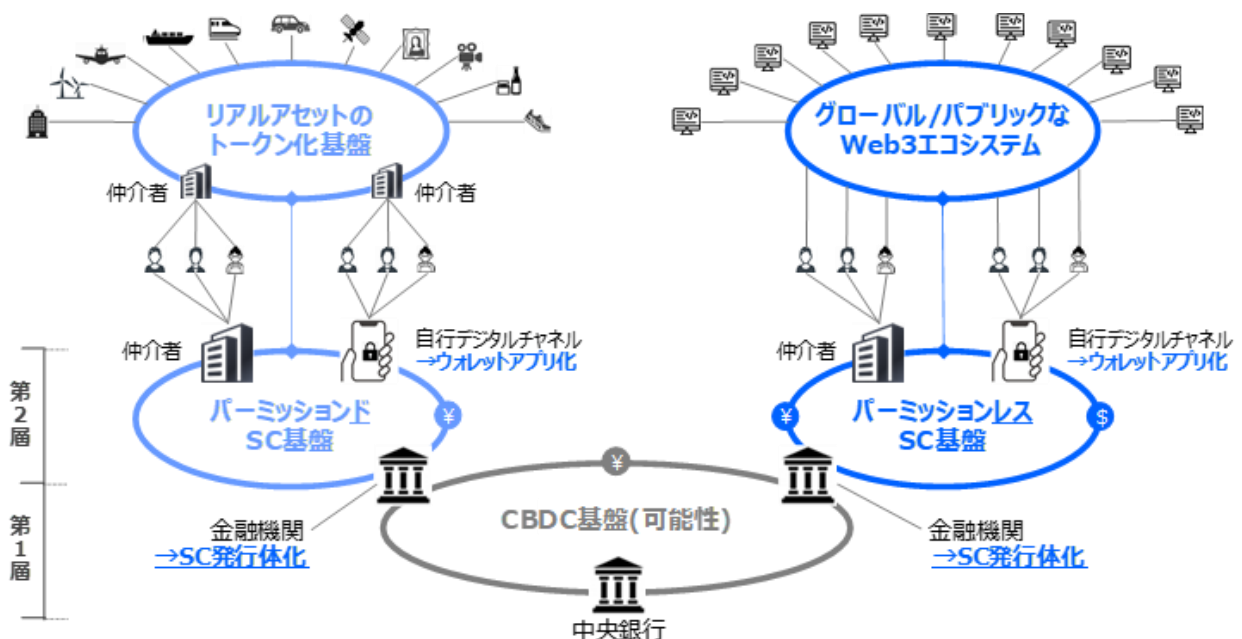 リアルアセットの
トークン化基盤
グローバル/パブリックな
Web3エコシステム
仲介者
仲介者
仲介者
自行デジタルチャネル
→ウォレットアプリ化
仲介者
自行デジタルチャネル
→ウォレットアプリ化
第2層
パーミッションド
SC基盤
¥
¥
パーミッションレス
SC基盤
$
¥
第1層
CBDC基盤(可能性)
金融機関
→SC発行体化
金融機関
→SC発行体化
中央銀行